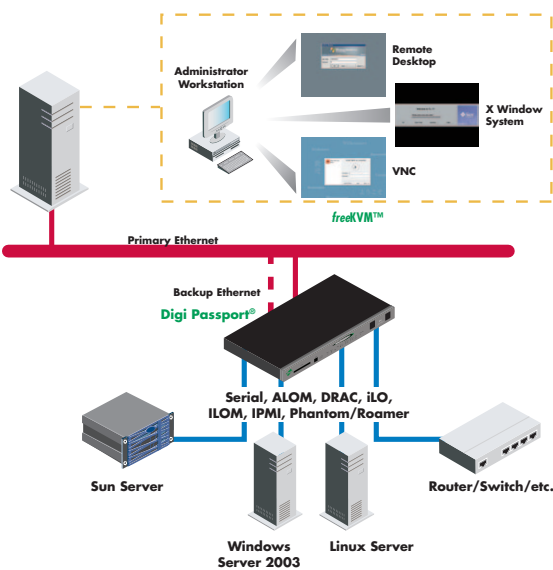 Administrator
Workstation
Remote
Desktop
X Window
System
VNC
freeKVM™
Primary Ethernet
Backup Ethernet
Digi Passport®
Serial, ALOM, DRAC, iLO,
ILOM, IPMI, Phantom/Roamer
Sun Server
Router/Switch/etc.
Windows
Server 2003
Linux Server